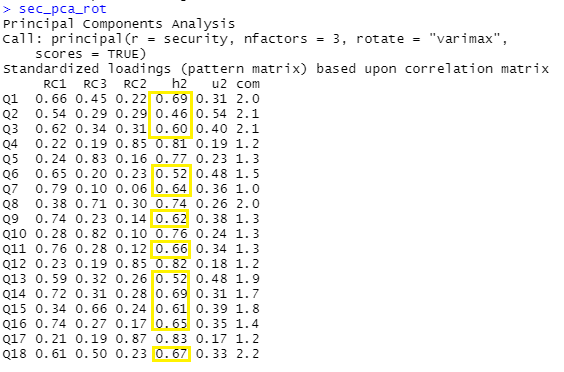 > sec_pca_rot
Principal Components Analysis
Call: principal(r = security, nfactors = 3, rotate = "varimax",
    scores = TRUE)
Standardized loadings (pattern matrix) based upon correlation matrix
     RC1  RC3  RC2   h2   u2 com
Q1  0.66 0.45 0.22 0.69 0.31 2.0
Q2  0.54 0.29 0.29 0.46 0.54 2.1
Q3  0.62 0.34 0.31 0.60 0.40 2.1
Q4  0.22 0.19 0.85 0.81 0.19 1.2
Q5  0.24 0.83 0.16 0.77 0.23 1.3
Q6  0.65 0.20 0.23 0.52 0.48 1.5
Q7  0.79 0.10 0.06 0.64 0.36 1.0
Q8  0.38 0.71 0.30 0.74 0.26 2.0
Q9  0.74 0.23 0.14 0.62 0.38 1.3
Q10 0.28 0.82 0.10 0.76 0.24 1.3
Q11 0.76 0.28 0.12 0.66 0.34 1.3
Q12 0.23 0.19 0.85 0.82 0.18 1.2
Q13 0.59 0.32 0.26 0.52 0.48 1.9
Q14 0.72 0.31 0.28 0.69 0.31 1.7
Q15 0.34 0.66 0.24 0.61 0.39 1.8
Q16 0.74 0.27 0.17 0.65 0.35 1.4
Q17 0.21 0.19 0.87 0.83 0.17 1.2
Q18 0.61 0.50 0.23 0.67 0.33 2.2